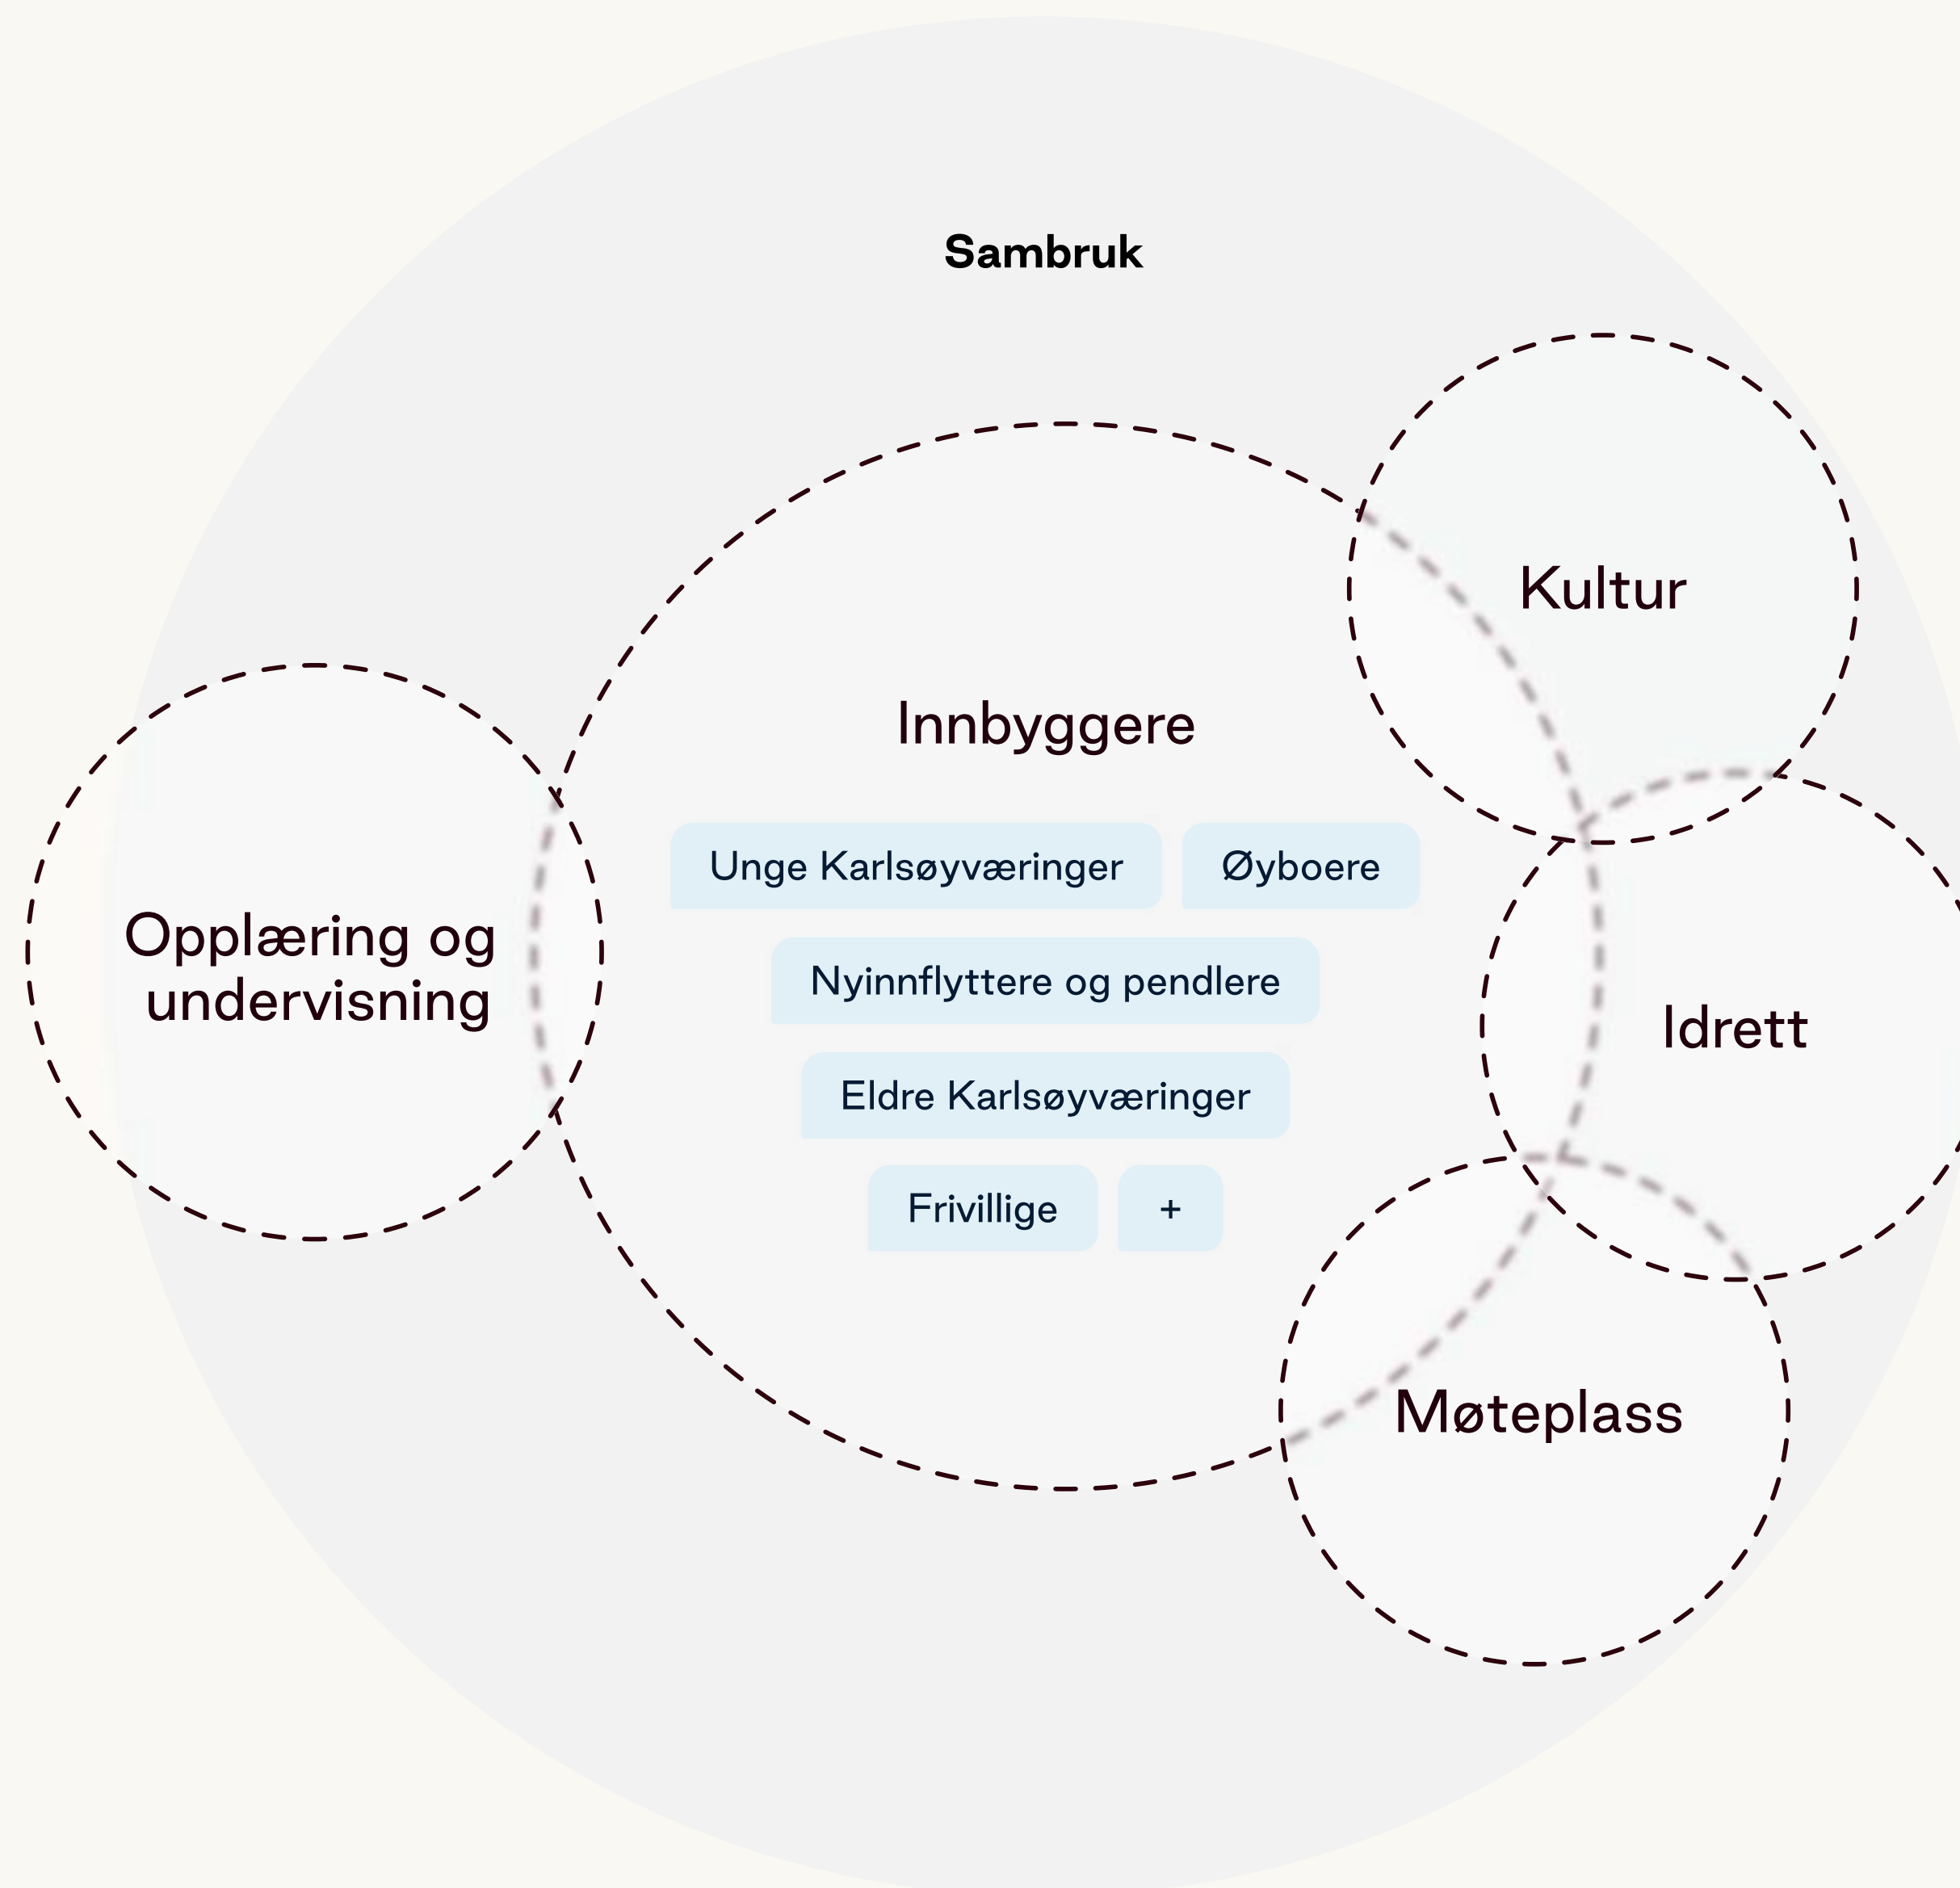 Sambruk
Kultur
Innbyggere
Unge Karlsøyværinger
Øyboere
Opplæring og
undervisning
Nyinnflyttere og pendlere
Idrett
Eldre Karlsøyværinger
Frivillige
+
Møteplass